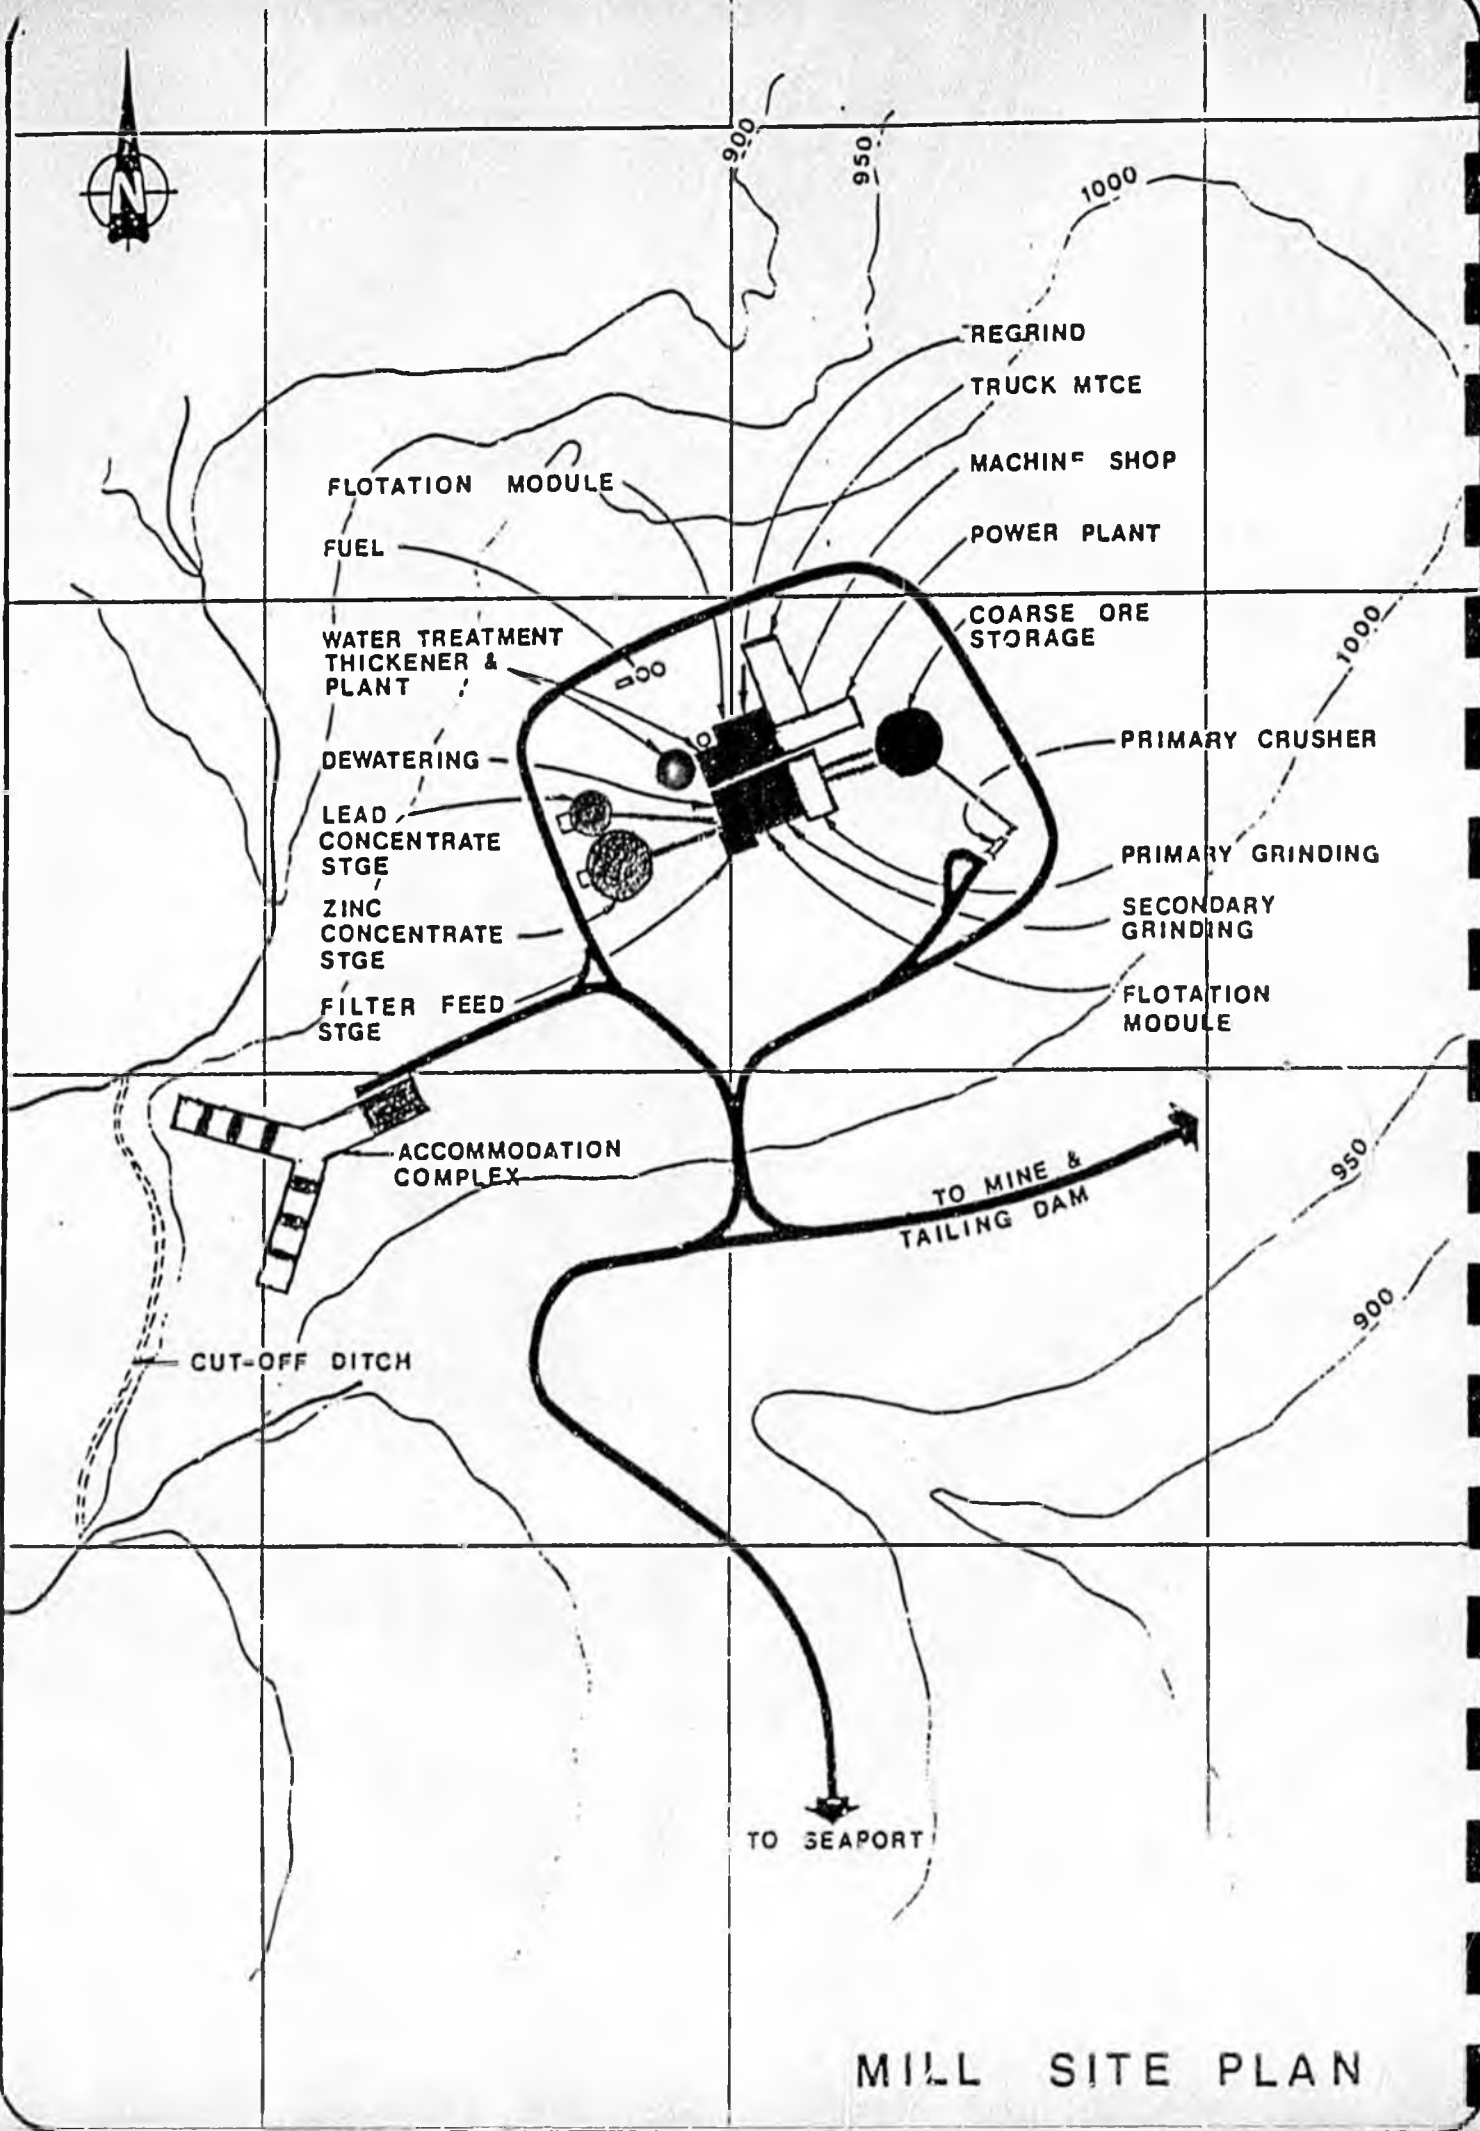 N
900
950
1000
REGRIND
TRUCK MTCE
MACHINE SHOP
FLOTATION MODULE
POWER PLANT
FUEL
COARSE ORE
STORAGE
1000
WATER TREATMENT
THICKENER &
PLANT
PRIMARY CRUSHER
DEWATERING
LEAD
CONCENTRATE
STGE
PRIMARY GRINDING
ZINC
CONCENTRATE
STGE
SECONDARY
GRINDING
FILTER FEED
STGE
FLOTATION
MODULE
ACCOMMODATION
COMPLEX
TO MINE &
TAILING DAM
950
900
CUT-OFF DITCH
TO SEAPORT
MILL SITE PLAN